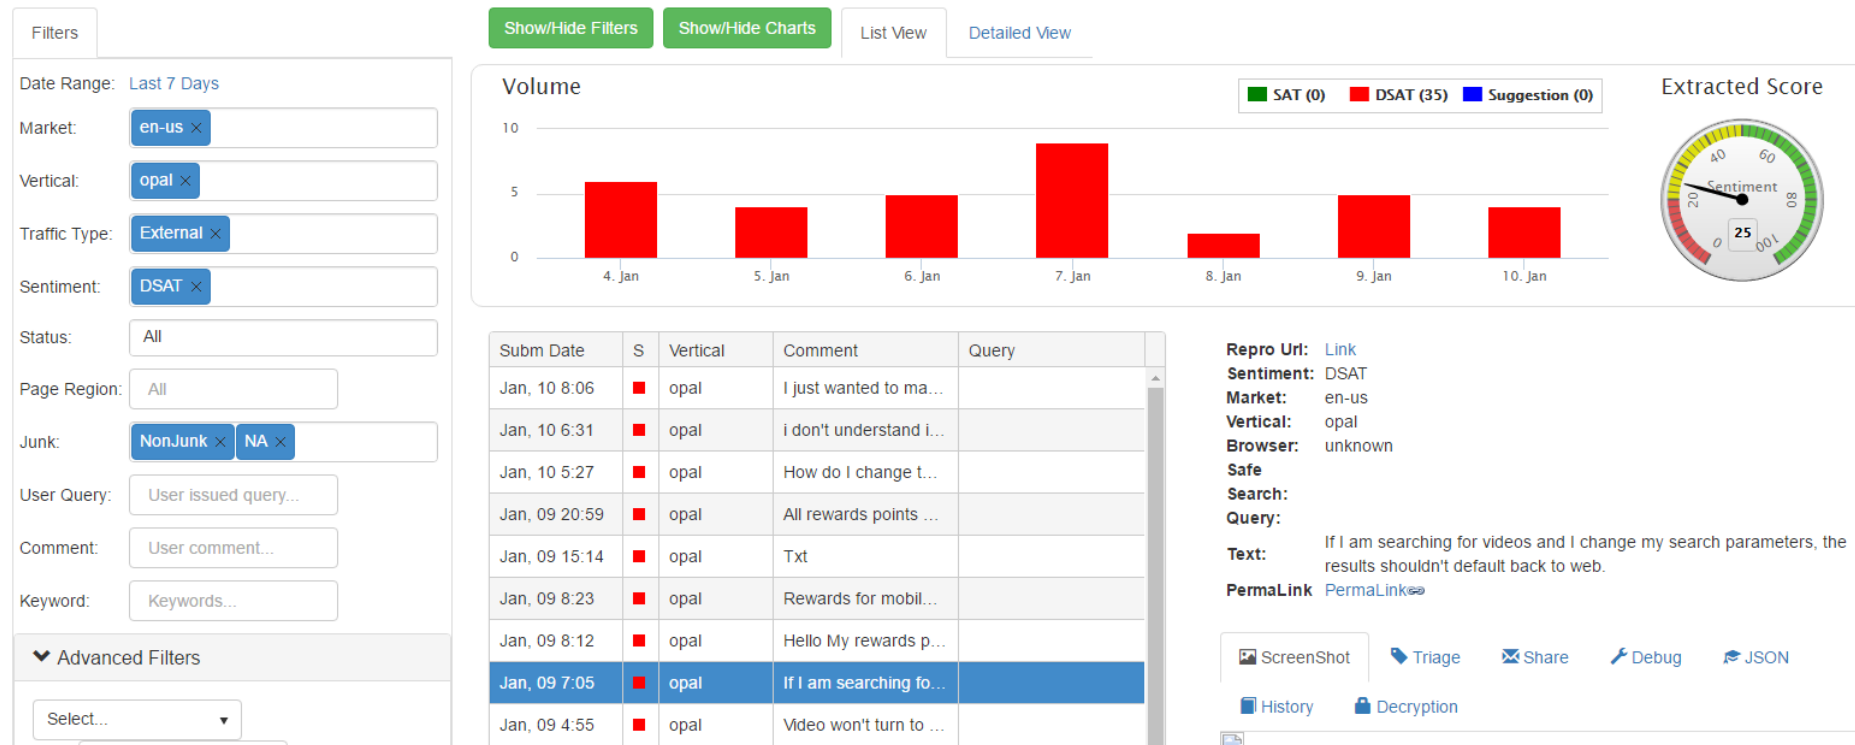 Filters
Show/Hide Filters
Show/Hide Charts
List View
Detailed View
Date Range: Last 7 Days
Market: en-us ×
Vertical: opal ×
Traffic Type: External ×
Sentiment: DSAT ×
Status: All
Page Region: All
Junk: NonJunk × NA ×
User Query: User issued query...
Comment: User comment...
Keyword: Keywords...
Advanced Filters
Select...
Volume
SAT (0) DSAT (35) Suggestion (0)
10
5
0
4. Jan 5. Jan 6. Jan 7. Jan 8. Jan 9. Jan 10. Jan
Extracted Score
0 20 40 60 80 100
Sentiment
25
Subm Date S Vertical Comment Query
Jan, 10 8:06 opal I just wanted to ma...
Jan, 10 6:31 opal i don't understand i...
Jan, 10 5:27 opal How do I change t...
Jan, 09 20:59 opal All rewards points ...
Jan, 09 15:14 opal Txt
Jan, 09 8:23 opal Rewards for mobil...
Jan, 09 8:12 opal Hello My rewards p...
Jan, 09 7:05 opal If I am searching fo...
Jan, 09 4:55 opal Video won't turn to ...
Repro Url: Link
Sentiment: DSAT
Market: en-us
Vertical: opal
Browser: unknown
Safe
Search:
Query:
Text: If I am searching for videos and I change my search parameters, the
results shouldn't default back to web.
PermaLink PermaLink
ScreenShot Triage Share Debug JSON
History Decryption